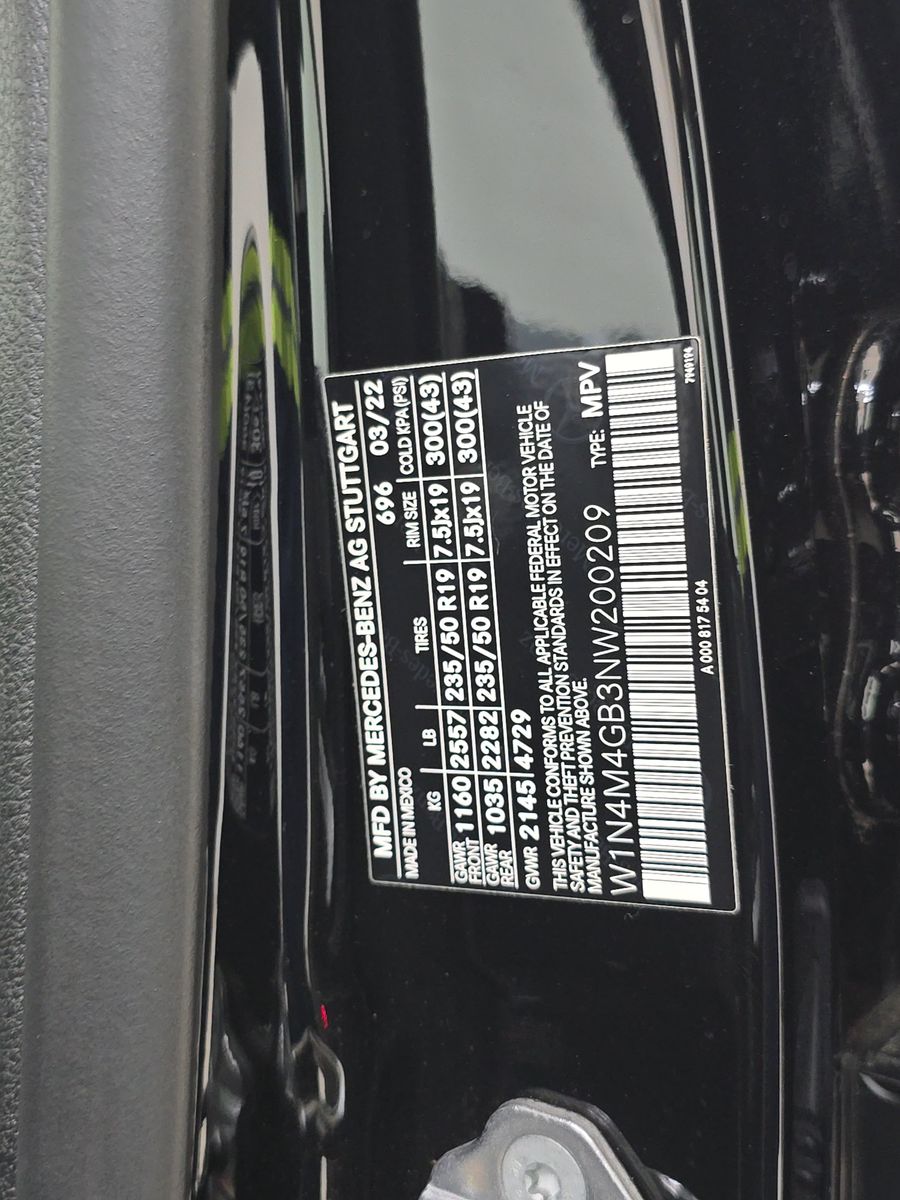 MFD BY MERCEDES-BENZ AG STUTTGART
696 03/22
MADE IN MEXICO
KG LB TIRES RIM SIZE COLD KPA (PSI)
GAWR FRONT 1160 2557 235/50 R19 7.5Jx19 300(43)
GAWR REAR 1035 2282 235/50 R19 7.5Jx19 300(43)
GVWR 2145 4729
THIS VEHICLE CONFORMS TO ALL APPLICABLE FEDERAL MOTOR VEHICLE
SAFETY AND THEFT PREVENTION STANDARDS IN EFFECT ON THE DATE OF
MANUFACTURE SHOWN ABOVE.
W1N4M4GB3NW200209 TYPE: MPV
A 000 817 54 04
7949194